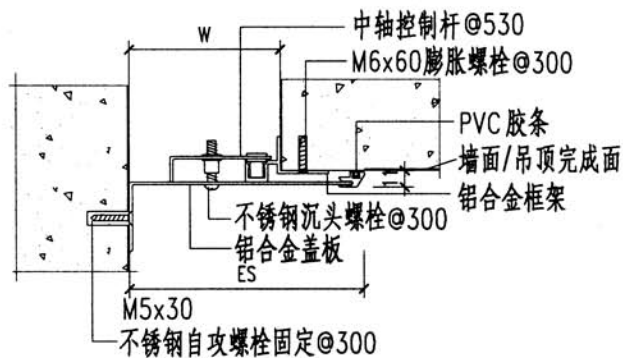 W
中轴控制杆@530
M6x60膨胀螺栓@300
PVC胶条
墙面/吊顶完成面
铝合金框架
不锈钢沉头螺栓@300
铝合金盖板
ES
M5x30
不锈钢自攻螺栓固定@300